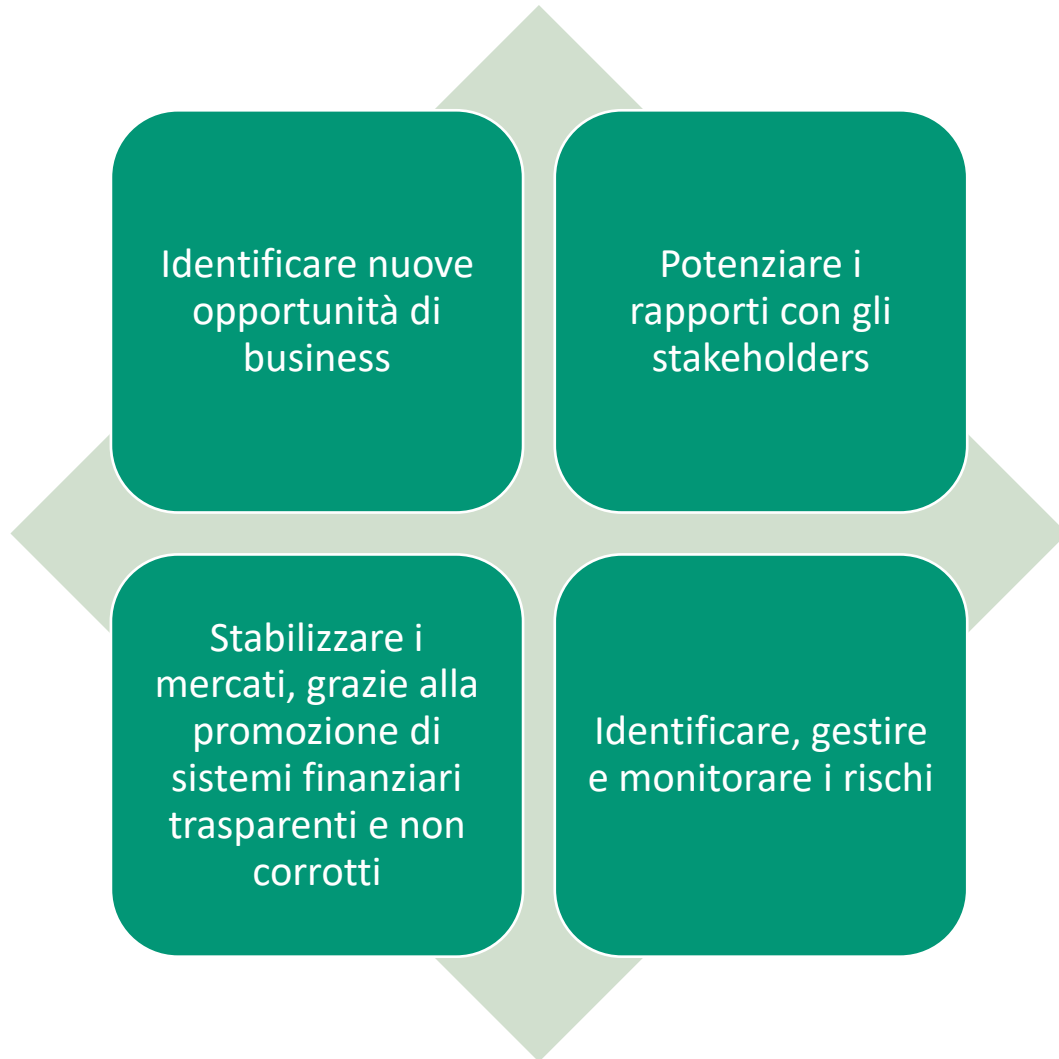 Identificare nuove
opportunità di
business
Potenziare i
rapporti con gli
stakeholders
Stabilizzare i
mercati, grazie alla
promozione di
sistemi finanziari
trasparenti e non
corrotti
Identificare, gestire
e monitorare i rischi